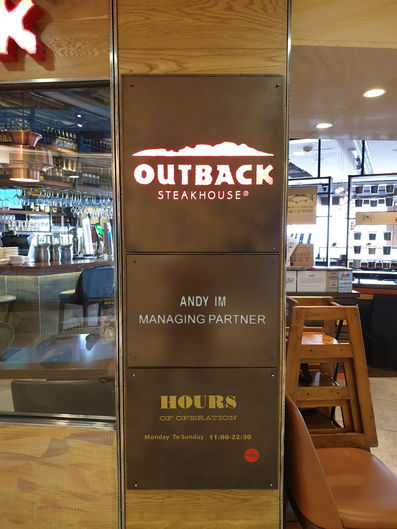 OUTBACK
STEAKHOUSE®
ANDY IM
MANAGING PARTNER
HOURS
OF OPERATION
Monday To Sunday 11:00-22:30